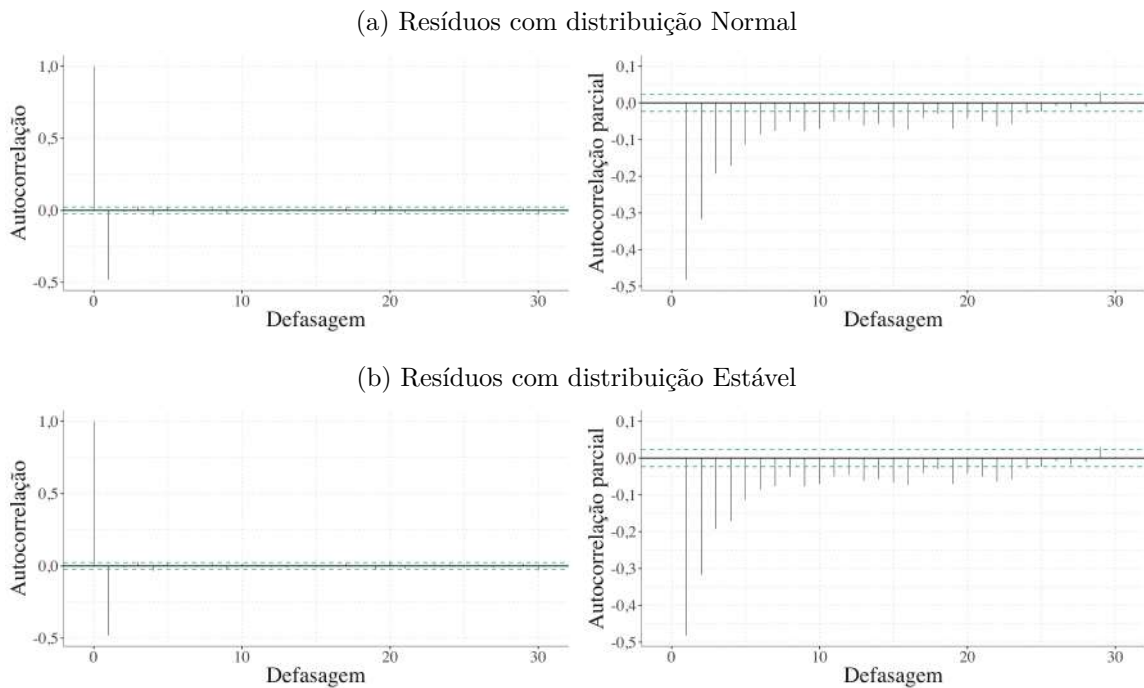 (a) Resíduos com distribuição Normal
Autocorrelação
1,0
0,5
0,0
-0,5
0 10 20 30
Defasagem
Autocorrelação parcial
0,1
0,0
-0,1
-0,2
-0,3
-0,4
-0,5
0 10 20 30
Defasagem
(b) Resíduos com distribuição Estável
Autocorrelação
1,0
0,5
0,0
-0,5
0 10 20 30
Defasagem
Autocorrelação parcial
0,1
0,0
-0,1
-0,2
-0,3
-0,4
-0,5
0 10 20 30
Defasagem